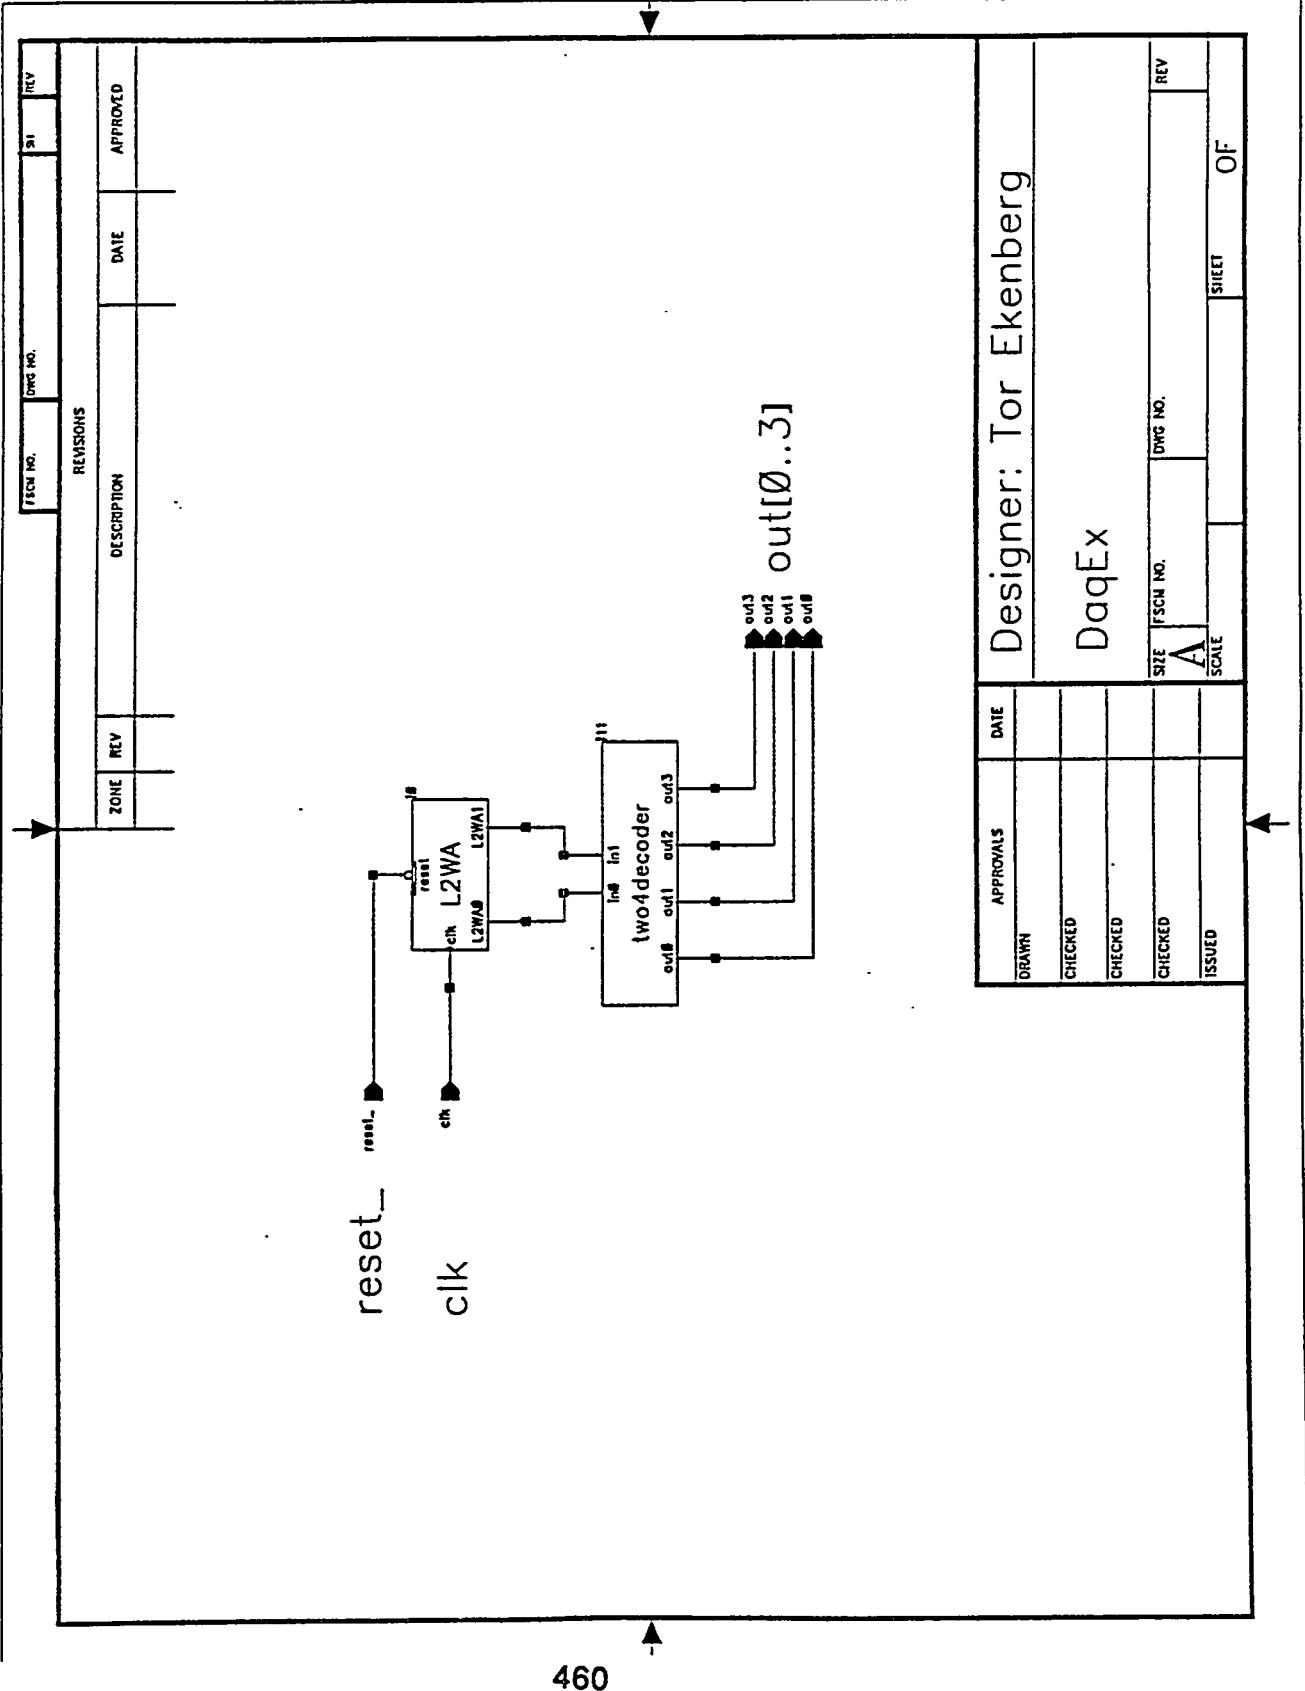 FSCM NO.
DWG NO.
SH
REV
REVISIONS
ZONE
REV
DESCRIPTION
DATE
APPROVED
reset_
reset_
clk
clk
reset
L2WA
clk
L2WA0
L2WA1
I11
in0
in1
two4decoder
out0
out1
out2
out3
out3
out2
out1
out0
out[0..3]
APPROVALS
DATE
DRAWN
CHECKED
CHECKED
CHECKED
ISSUED
Designer: Tor Ekenberg
DaqEx
SIZE
A
FSCM NO.
DWG NO.
REV
SCALE
SHEET
OF
460